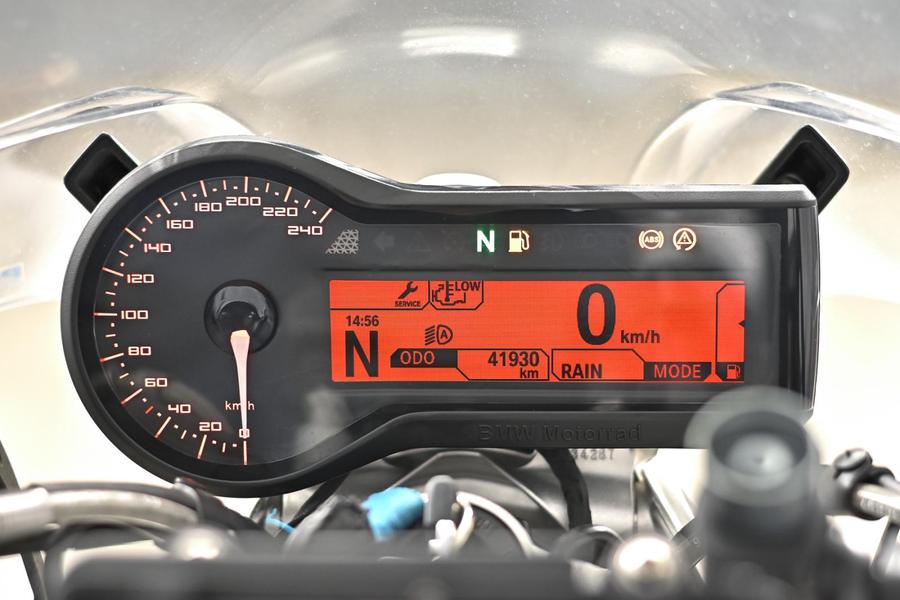 240
220
200
180
160
140
120
100
80
60
40
20
0
km/h
N
ABS
SERVICE
LOW
14:56
N
A
ODO
41930
km
0 km/h
RAIN
MODE
BMW Motorrad